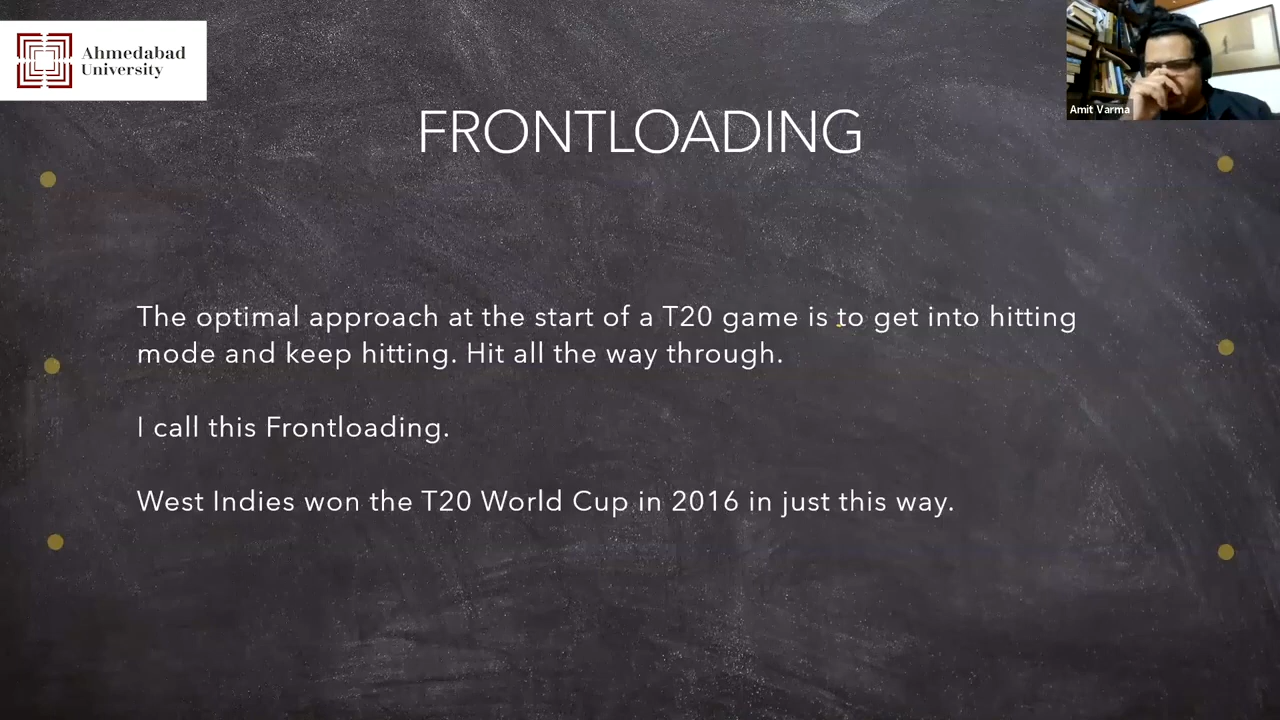 Ahmedabad
University
Amit Varma
FRONTLOADING
The optimal approach at the start of a T20 game is to get into hitting
mode and keep hitting. Hit all the way through.
I call this Frontloading.
West Indies won the T20 World Cup in 2016 in just this way.